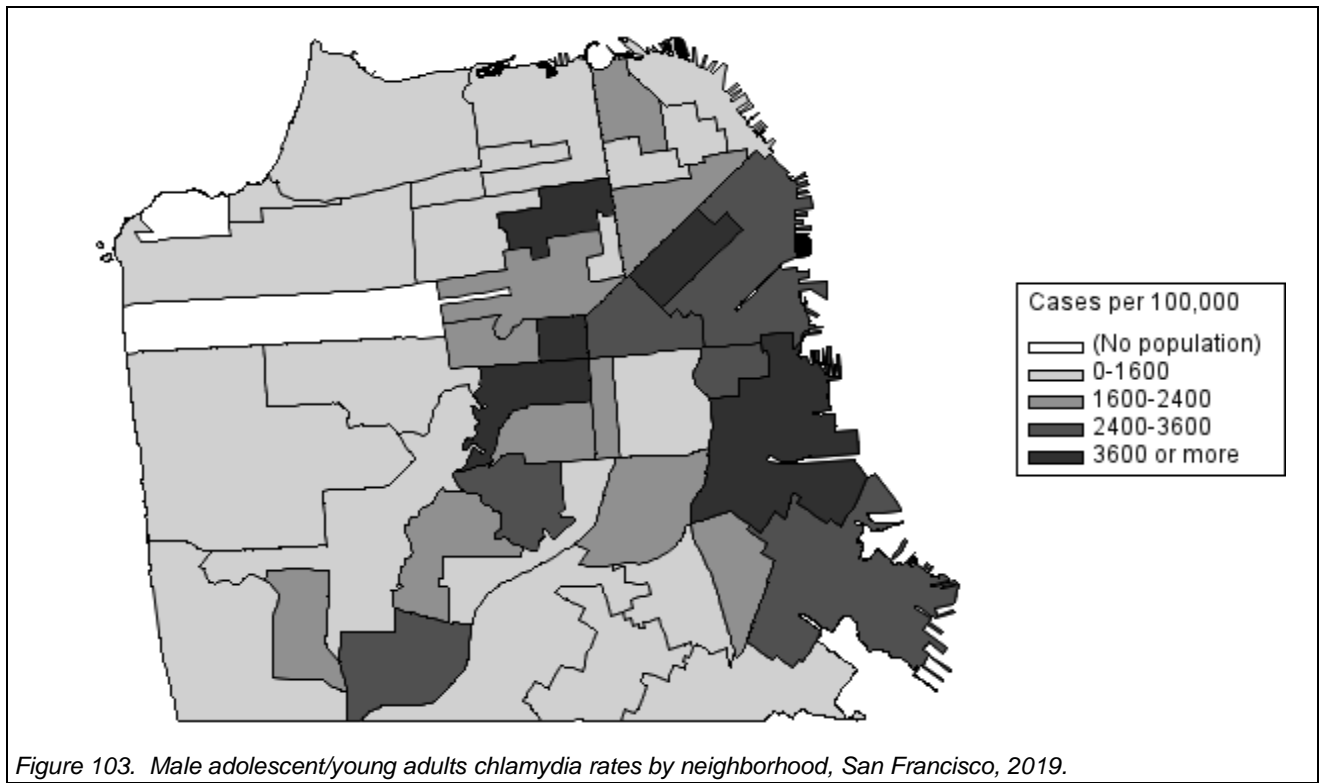 Cases per 100,000
(No population)
0-1600
1600-2400
2400-3600
3600 or more
Figure 103. Male adolescent/young adults chlamydia rates by neighborhood, San Francisco, 2019.